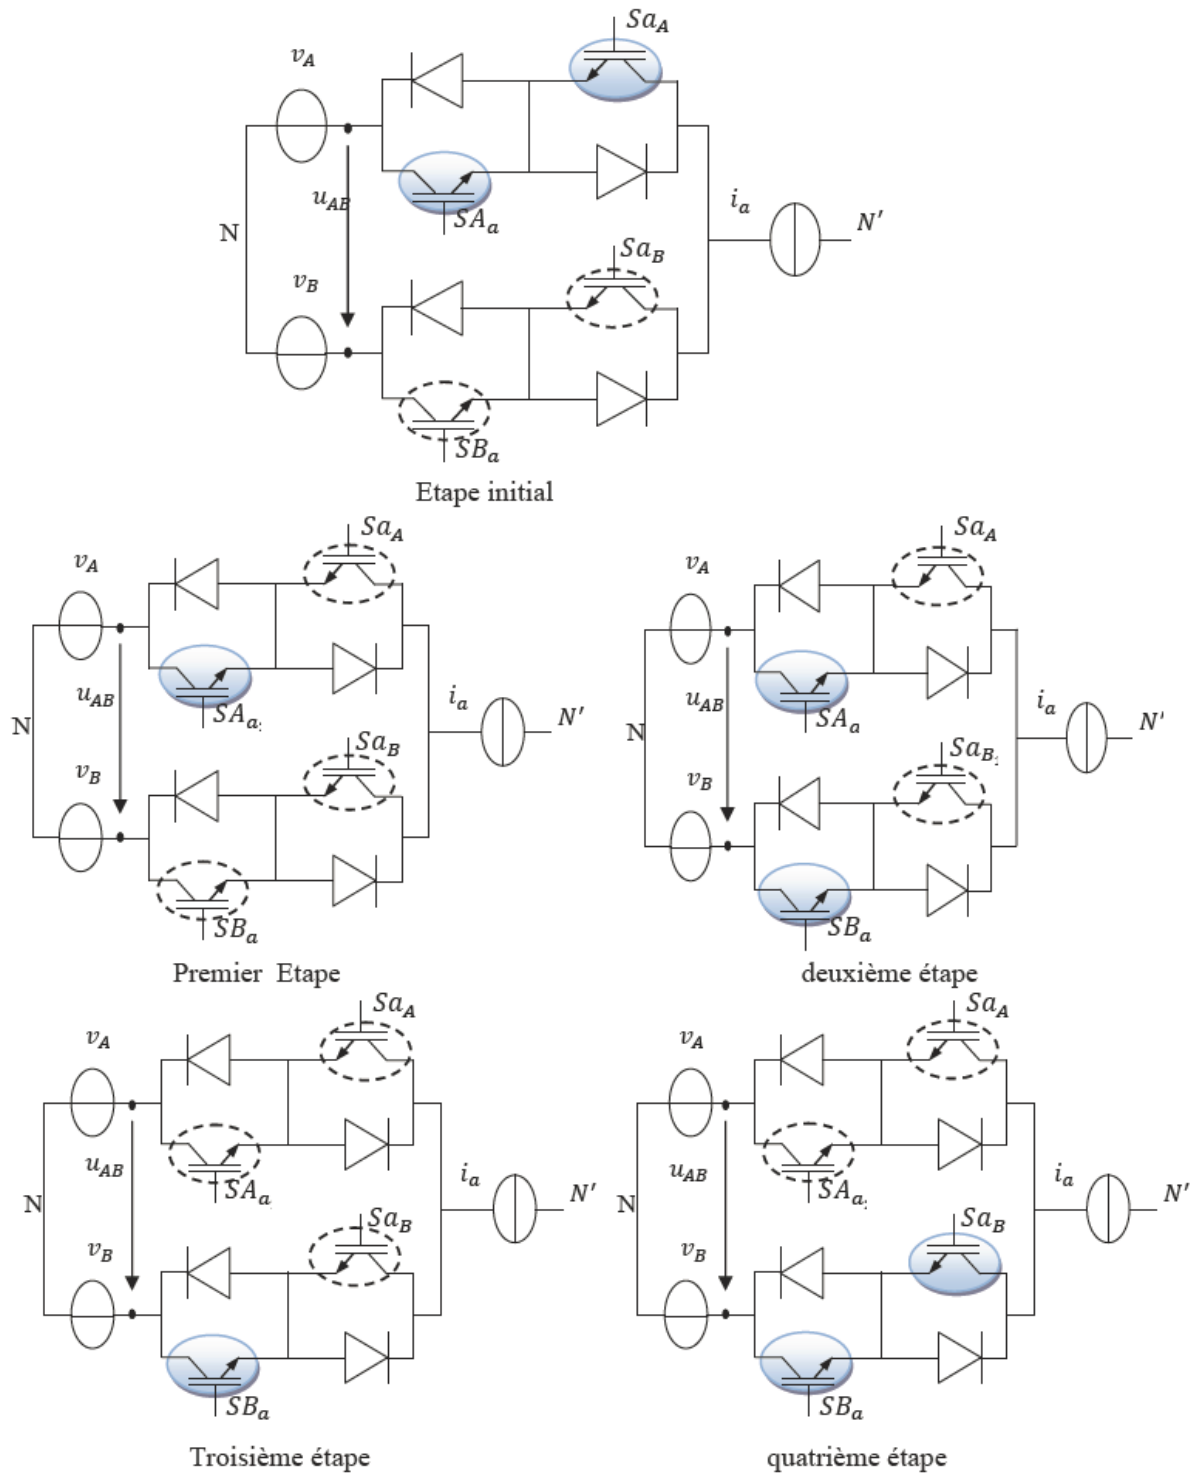 Sa_A
v_A
u_AB
SA_a
i_a
N'
N
Sa_B
v_B
SB_a
Etape initial
Sa_A
v_A
u_AB
SA_a
i_a
N'
N
Sa_B
v_B
SB_a
Premier Etape
Sa_A
v_A
u_AB
SA_a
i_a
N'
N
Sa_B
v_B
SB_a
deuxième étape
Sa_A
v_A
u_AB
SA_a
i_a
N'
N
Sa_B
v_B
SB_a
Troisième étape
Sa_A
v_A
u_AB
SA_a
i_a
N'
N
Sa_B
v_B
SB_a
quatrième étape